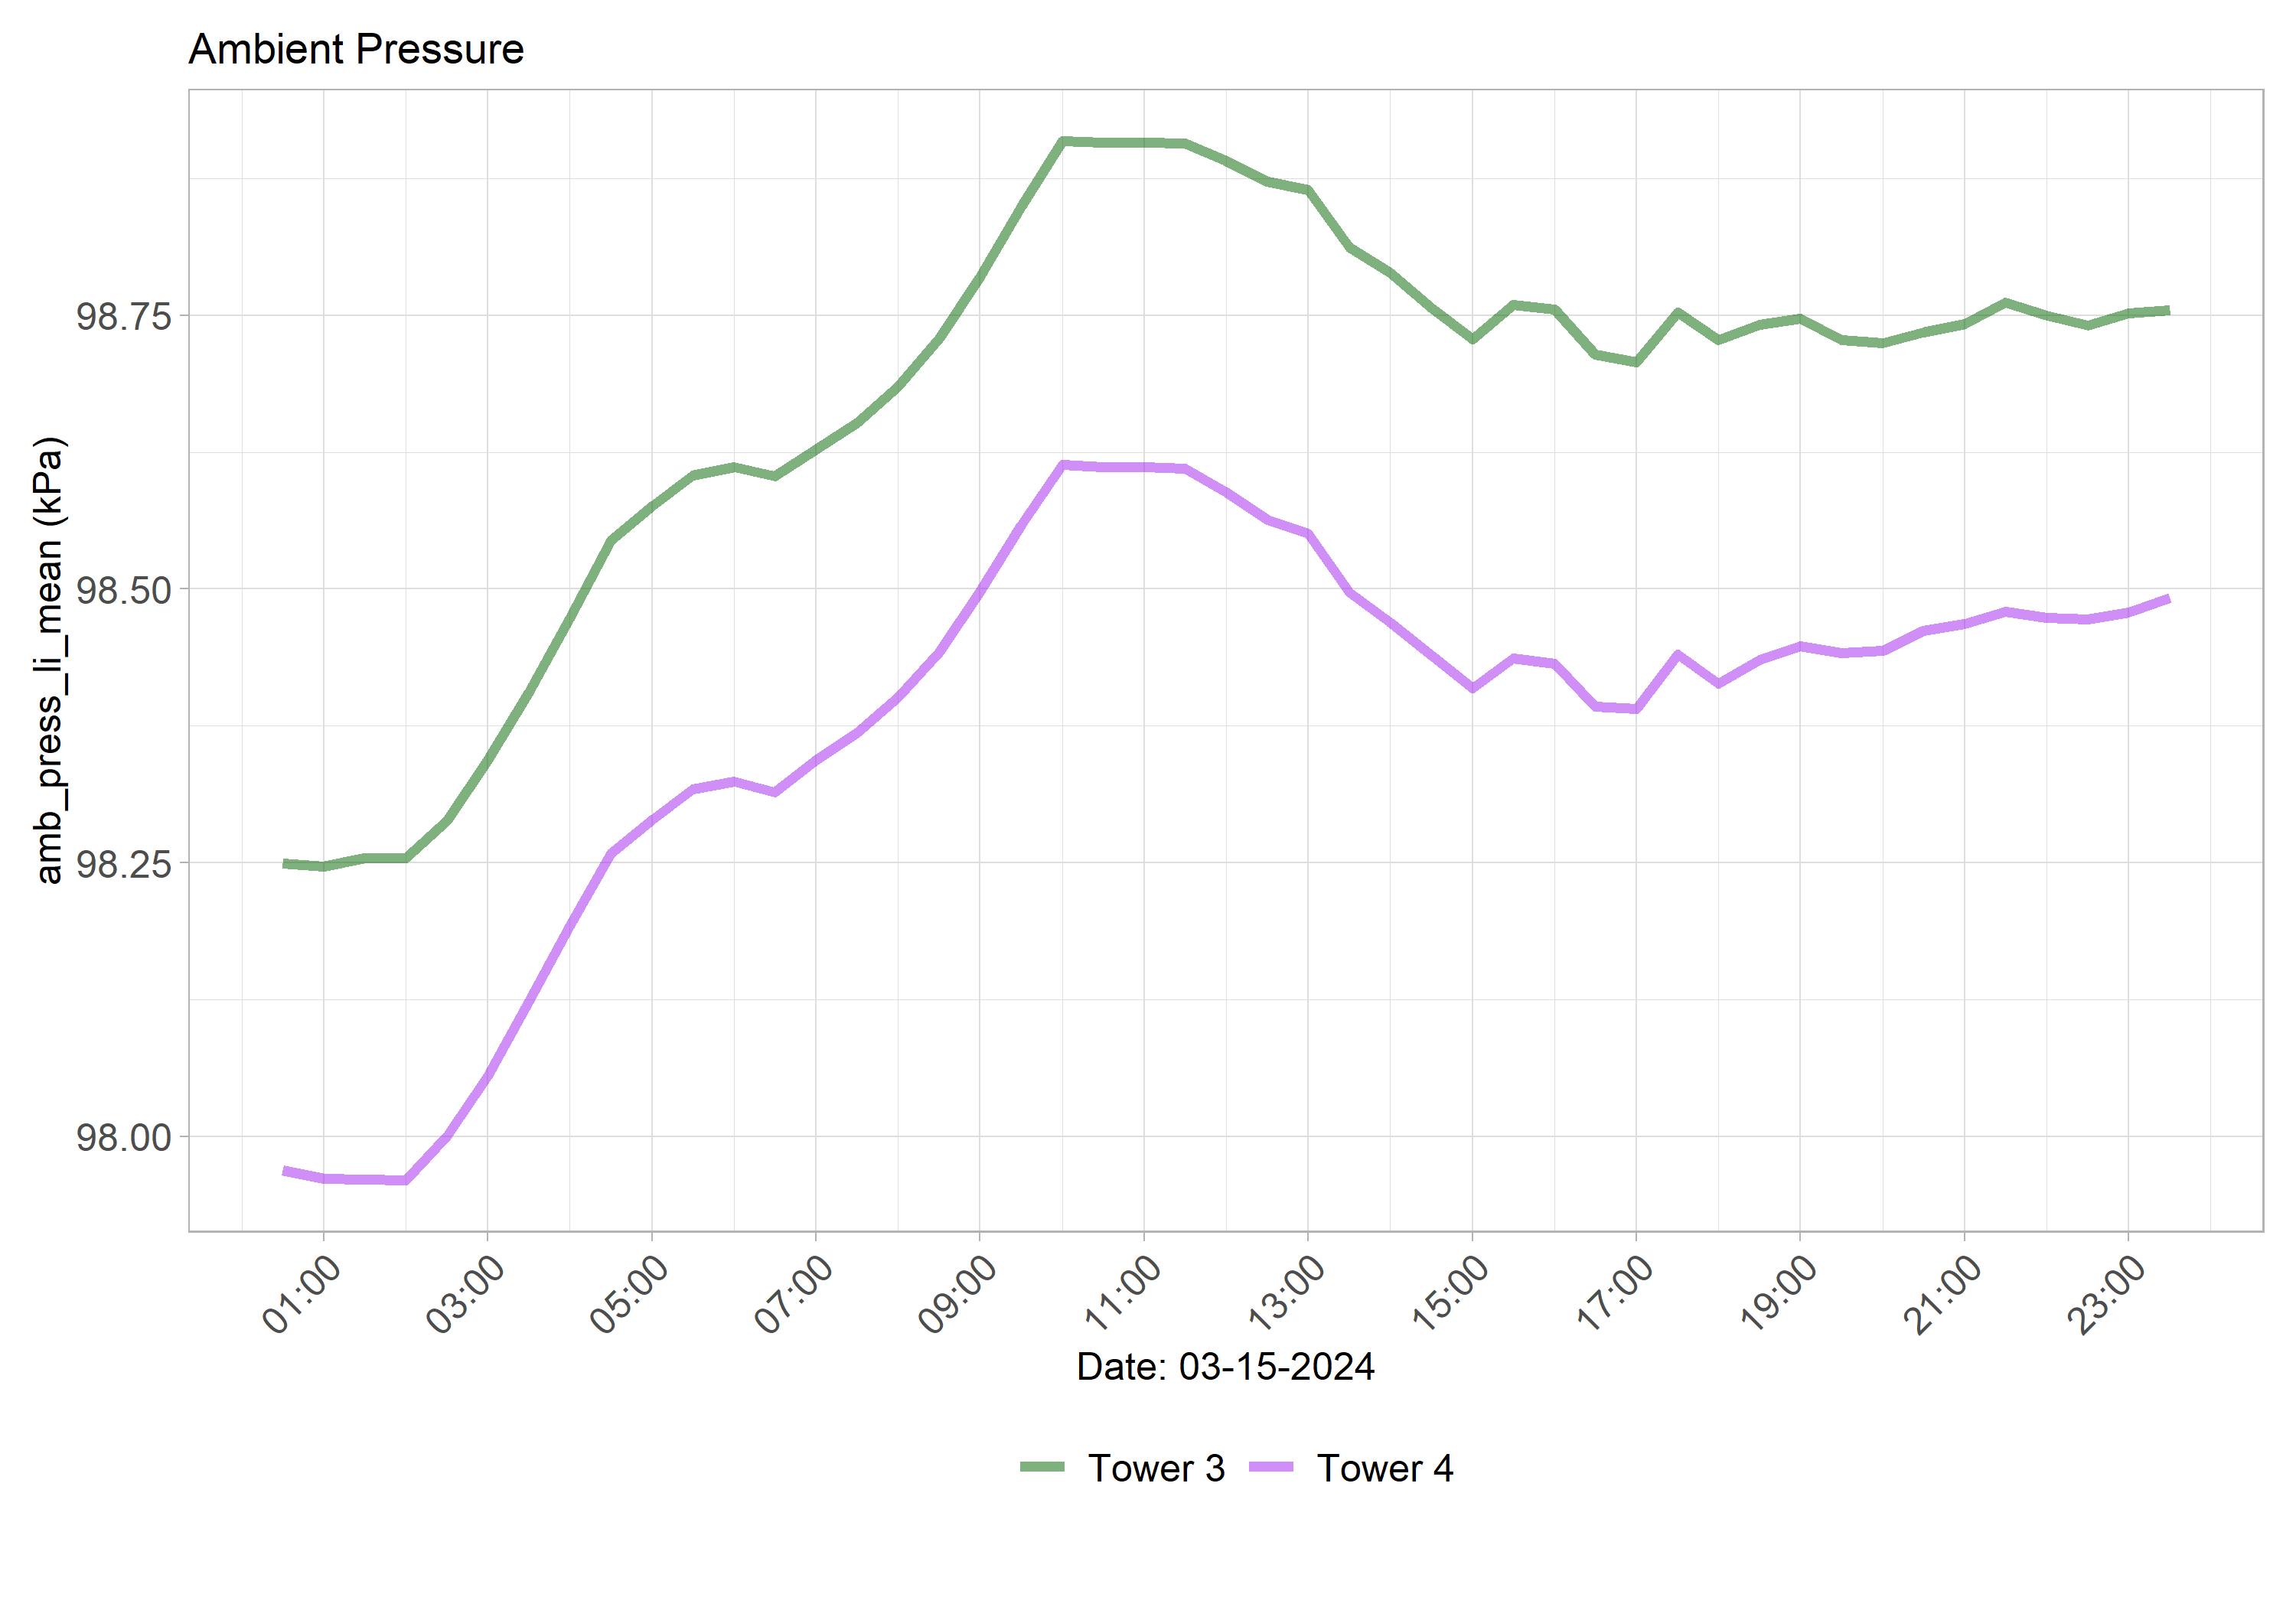 Ambient Pressure
amb_press_li_mean (kPa)
98.75
98.50
98.25
98.00
01:00 03:00 05:00 07:00 09:00 11:00 13:00 15:00 17:00 19:00 21:00 23:00
Date: 03-15-2024
Tower 3 Tower 4